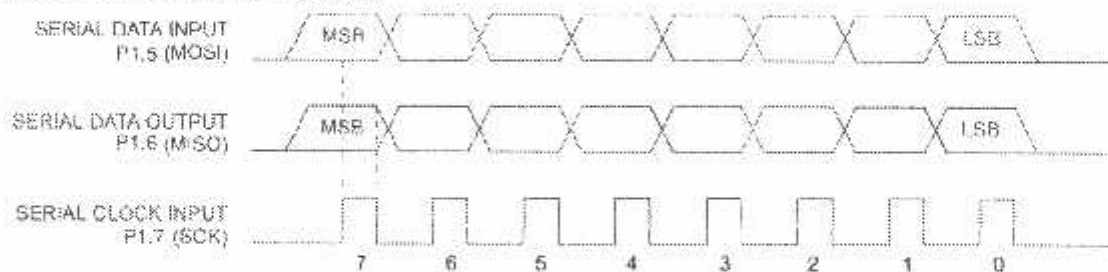 SERIAL DATA INPUT
P1.5 (MOSI)
MSB
LSB
SERIAL DATA OUTPUT
P1.6 (MISO)
MSB
LSB
SERIAL CLOCK INPUT
P1.7 (SCK)
7 6 5 4 3 2 1 0